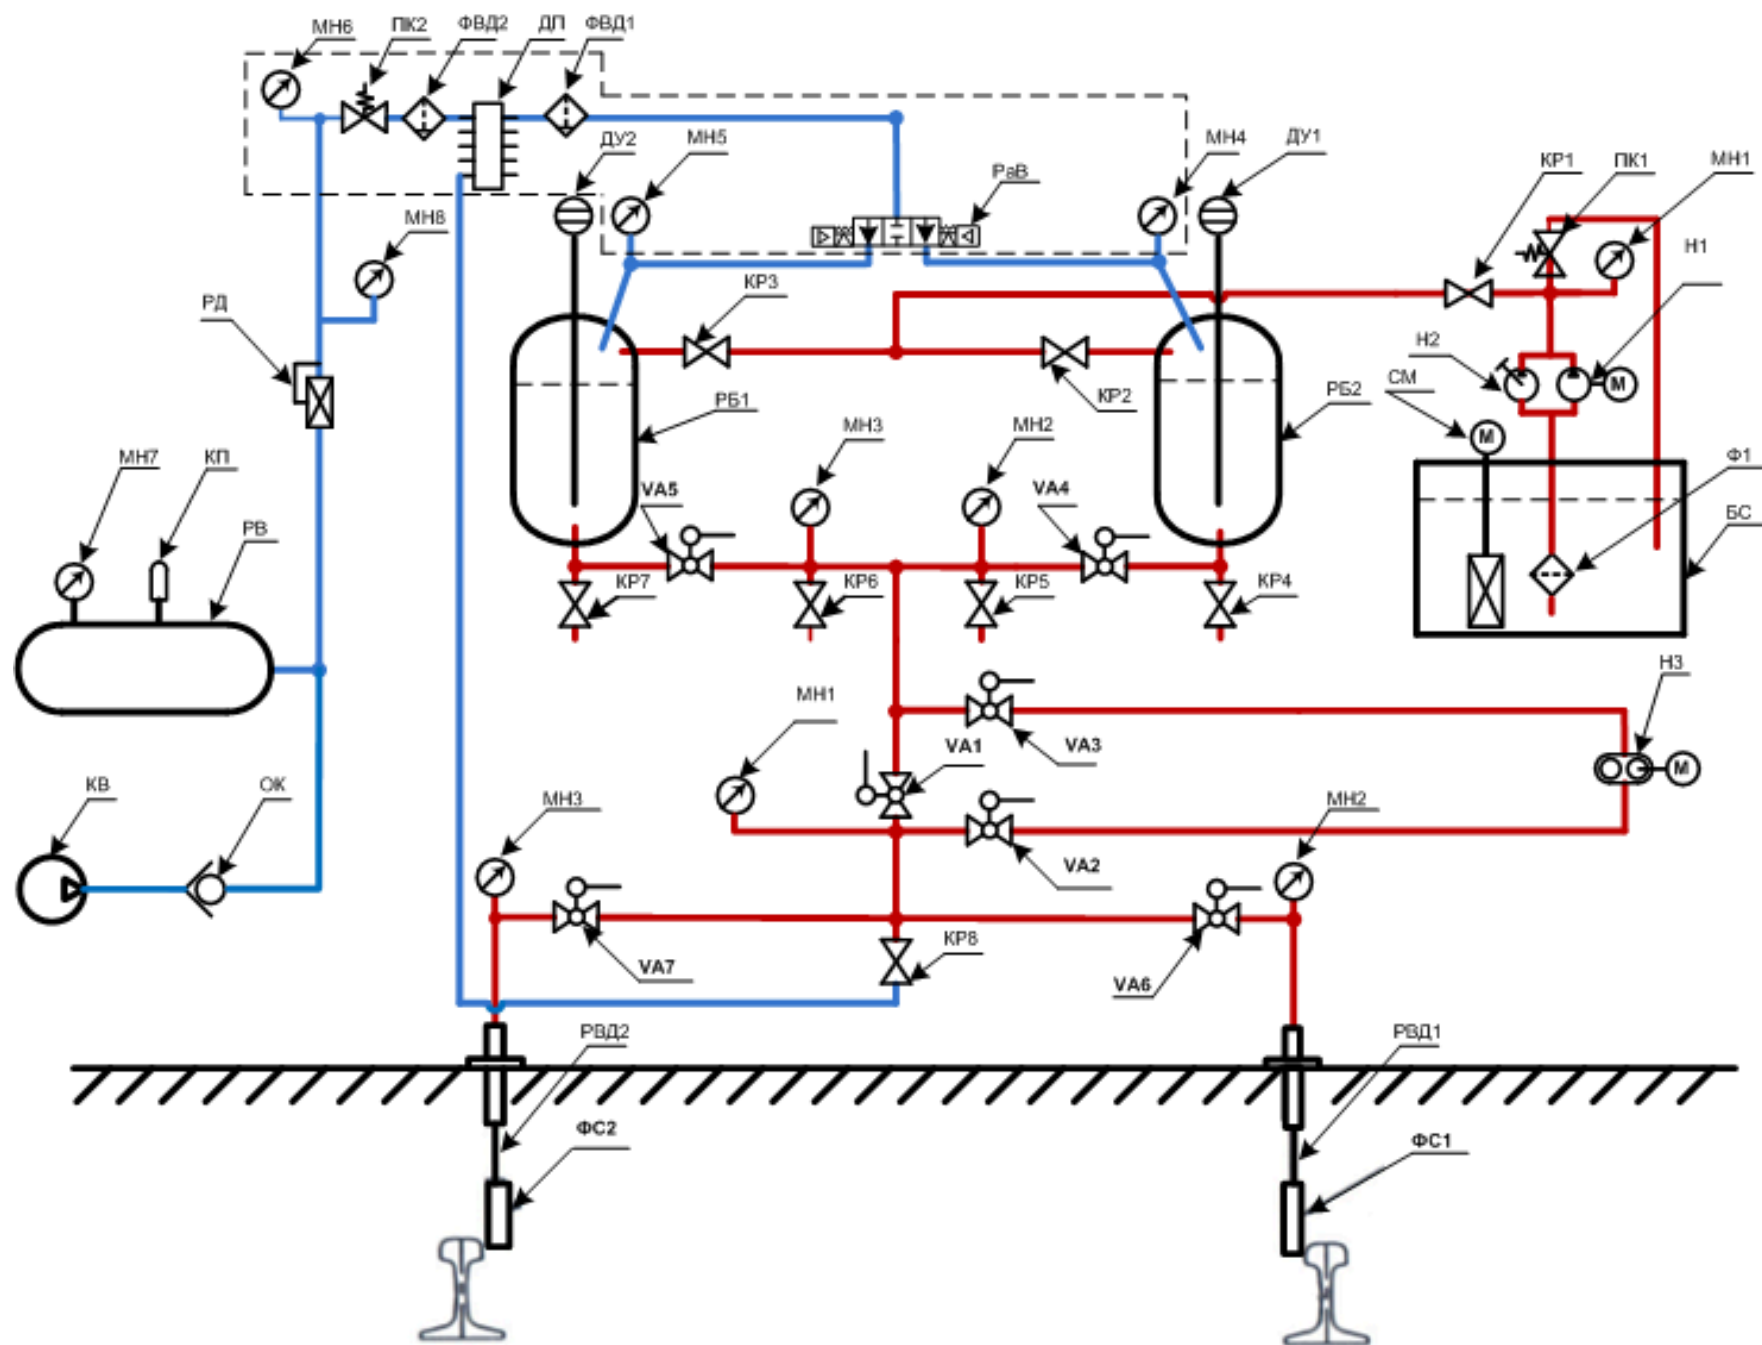 МН6
ПК2
ФВД2
ДП
ФВД1
ДУ2
МН5
РаВ
МН4
ДУ1
КР1
ПК1
МН1
Н1
МН8
РД
КР3
КР2
РБ1
РБ2
Н2
СМ
М
М
Ф1
БС
МН7
КП
РВ
VA5
МН3
МН2
VA4
КР7
КР6
КР5
КР4
Н3
М
МН1
VA1
VA3
КВ
ОК
МН3
МН2
VA2
VA7
КР8
VA6
РВД2
РВД1
ФС2
ФС1